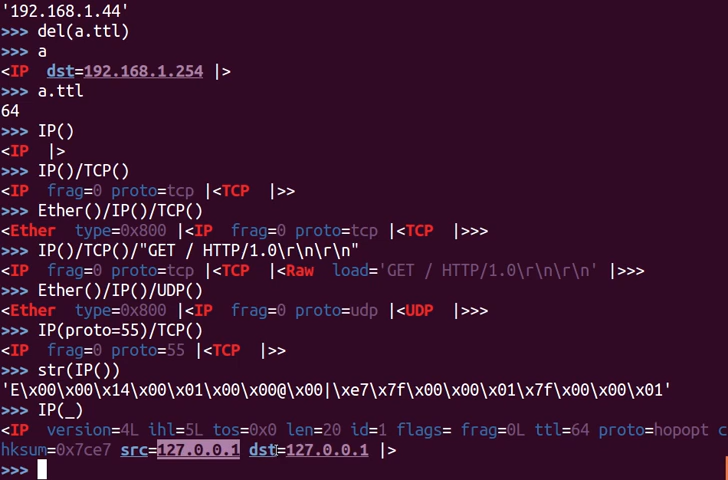 '192.168.1.44'
>>> del(a.ttl)
>>> a
<IP  dst=192.168.1.254 |>
>>> a.ttl
64
>>> IP()
<IP  |>
>>> IP()/TCP()
<IP  frag=0 proto=tcp |<TCP  |>>
>>> Ether()/IP()/TCP()
<Ether  type=0x800 |<IP  frag=0 proto=tcp |<TCP  |>>>
>>> IP()/TCP()/"GET / HTTP/1.0\r\n\r\n"
<IP  frag=0 proto=tcp |<TCP  |<Raw  load='GET / HTTP/1.0\r\n\r\n' |>>>
>>> Ether()/IP()/UDP()
<Ether  type=0x800 |<IP  frag=0 proto=udp |<UDP  |>>>
>>> IP(proto=55)/TCP()
<IP  frag=0 proto=55 |<TCP  |>>
>>> str(IP())
'E\x00\x00\x14\x00\x01\x00\x00@\x00|\xe7\x7f\x00\x00\x01\x7f\x00\x00\x01'
>>> IP(_)
<IP  version=4L ihl=5L tos=0x0 len=20 id=1 flags= frag=0L ttl=64 proto=hopopt c
hksum=0x7ce7 src=127.0.0.1 dst=127.0.0.1 |>
>>>